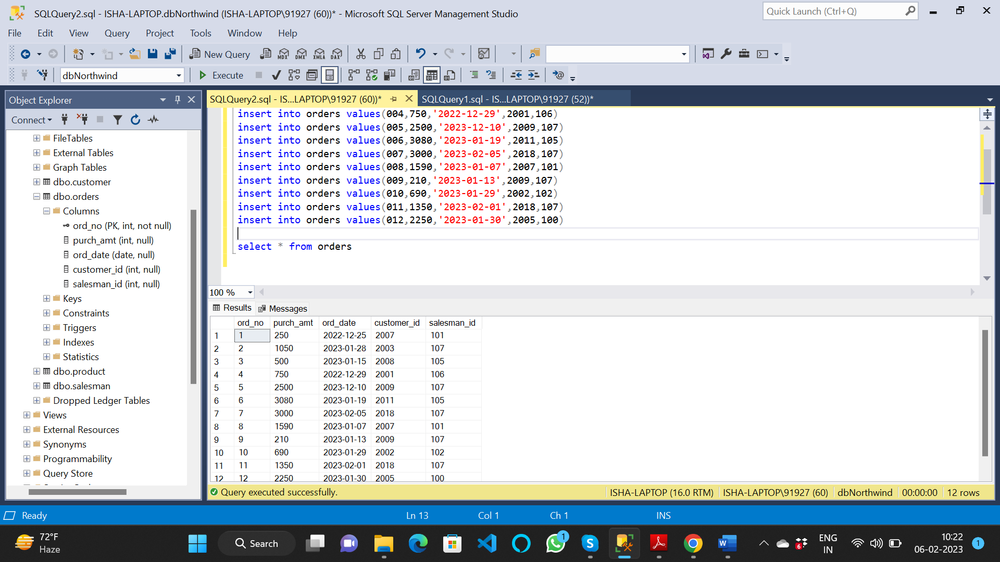 SQLQuery2.sql - ISHA-LAPTOP.dbNorthwind (ISHA-LAPTOP\91927 (60))* - Microsoft SQL Server Management Studio
Quick Launch (Ctrl+Q)
File Edit View Query Project Tools Window Help
New Query
MDX DMX XMLA DAX
dbNorthwind
Execute
Object Explorer
Connect
FileTables
External Tables
Graph Tables
dbo.customer
dbo.orders
Columns
ord_no (PK, int, not null)
purch_amt (int, null)
ord_date (date, null)
customer_id (int, null)
salesman_id (int, null)
Keys
Constraints
Triggers
Indexes
Statistics
dbo.product
dbo.salesman
Dropped Ledger Tables
Views
External Resources
Synonyms
Programmability
Query Store
SQLQuery2.sql - IS...LAPTOP\91927 (60))*
SQLQuery1.sql - IS...LAPTOP\91927 (52))*
insert into orders values(004,750,'2022-12-29',2001,106)
insert into orders values(005,2500,'2023-12-10',2009,107)
insert into orders values(006,3080,'2023-01-19',2011,105)
insert into orders values(007,3000,'2023-02-05',2018,107)
insert into orders values(008,1590,'2023-01-07',2007,101)
insert into orders values(009,210,'2023-01-13',2009,107)
insert into orders values(010,690,'2023-01-29',2002,102)
insert into orders values(011,1350,'2023-02-01',2018,107)
insert into orders values(012,2250,'2023-01-30',2005,100)
select * from orders
100 %
Results Messages
ord_no purch_amt ord_date customer_id salesman_id
1 1 250 2022-12-25 2007 101
2 2 1050 2023-01-28 2003 107
3 3 500 2023-01-15 2008 105
4 4 750 2022-12-29 2001 106
5 5 2500 2023-12-10 2009 107
6 6 3080 2023-01-19 2011 105
7 7 3000 2023-02-05 2018 107
8 8 1590 2023-01-07 2007 101
9 9 210 2023-01-13 2009 107
10 10 690 2023-01-29 2002 102
11 11 1350 2023-02-01 2018 107
12 12 2250 2023-01-30 2005 100
Query executed successfully.
ISHA-LAPTOP (16.0 RTM) ISHA-LAPTOP\91927 (60) dbNorthwind 00:00:00 12 rows
Ready Ln 13 Col 1 Ch 1 INS
72°F
Haze
Search
1
S
W
6
ENG
IN
10:22
06-02-2023
1